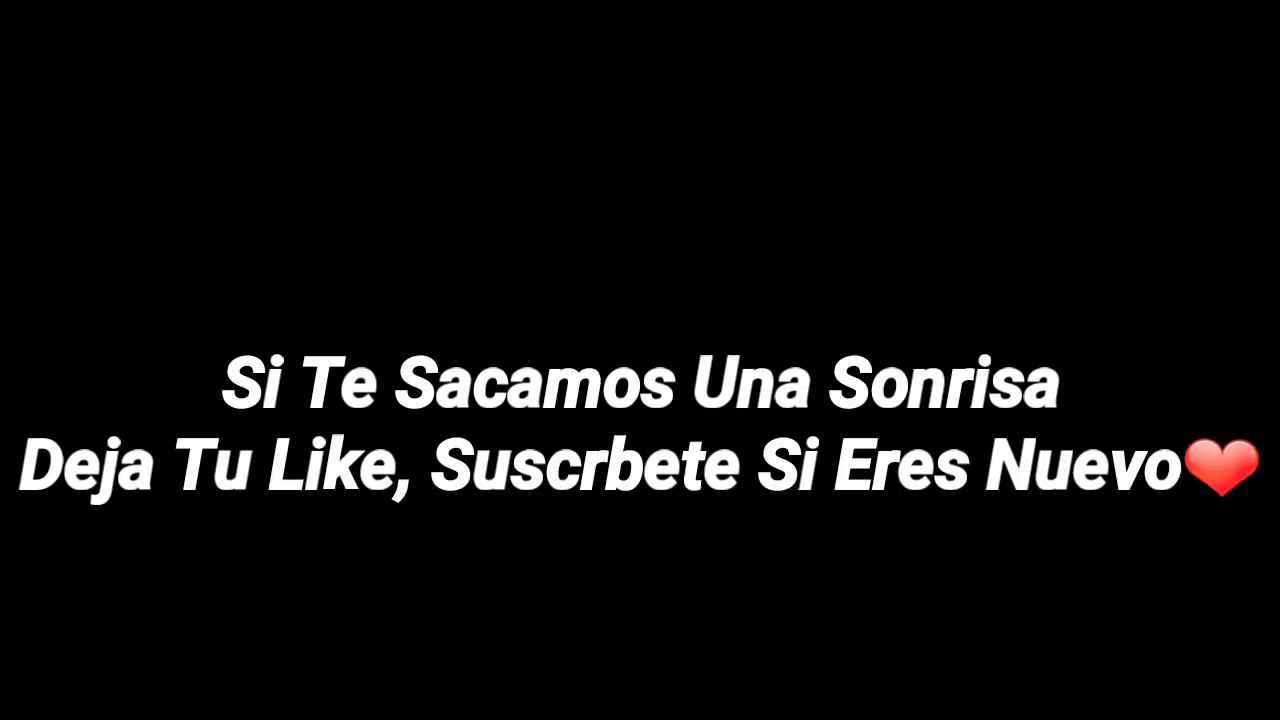 Si Te Sacamos Una Sonrisa
Deja Tu Like, Suscrbete Si Eres Nuevo❤